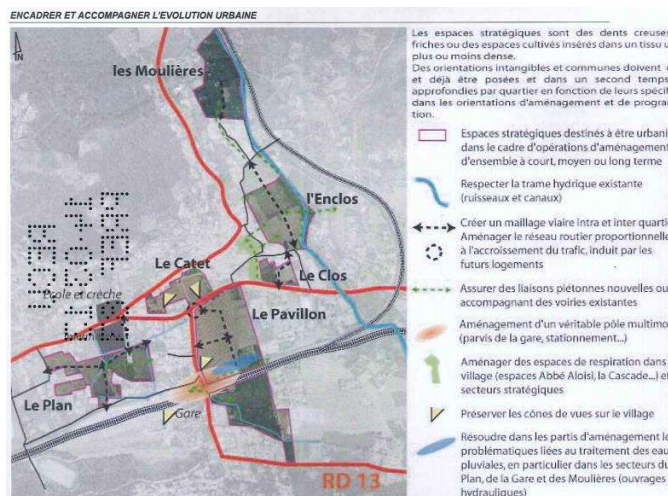 ENCADRER ET ACCOMPAGNER L'EVOLUTION URBAINE
IN
les Moulières
l'Enclos
Le Catet
Le Clos
Ecole et crèche
Le Pavillon
Le Plan
Gare
RD 13
Les espaces stratégiques sont des dents creuses
friches ou des espaces cultivés insérés dans un tissu u
plus ou moins dense.
Des orientations intangibles et communes doivent
et déjà être posées et dans un second temps
approfondies par quartier en fonction de leurs spécif
dans les orientations d'aménagement et de progra
tion.
Espaces stratégiques destinés à être urbani
dans le cadre d'opérations d'aménagement
d'ensemble à court, moyen ou long terme
Respecter la trame hydrique existante
(ruisseaux et canaux)
Créer un maillage viaire intra et inter quarti
Aménager le réseau routier proportionnelle
à l'accroissement du trafic, induit par les
futurs logements
Assurer des liaisons piétonnes nouvelles ou
accompagnant des voiries existantes
Aménagement d'un véritable pôle multimo
(parvis de la gare, stationnement...)
Aménager des espaces de respiration dans
village (espaces Abbé Aloisi, la Cascade...) et
secteurs stratégiques
Préserver les cônes de vues sur le village
Résoudre dans les partis d'aménagement le
problématiques liées au traitement des eau
pluviales, en particulier dans les secteurs du
Plan, de la Gare et des Moulières (ouvrages
hydrauliques)